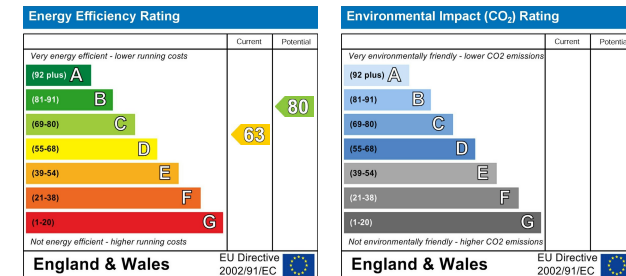 Energy Efficiency Rating
Current Potential
Very energy efficient - lower running costs
(92 plus) A
(81-91) B
(69-80) C
(55-68) D
(39-54) E
(21-38) F
(1-20) G
63
80
Not energy efficient - higher running costs
England & Wales
EU Directive
2002/91/EC
Environmental Impact (CO2) Rating
Current Potential
Very environmentally friendly - lower CO2 emissions
(92 plus) A
(81-91) B
(69-80) C
(55-68) D
(39-54) E
(21-38) F
(1-20) G
Not environmentally friendly - higher CO2 emissions
England & Wales
EU Directive
2002/91/EC